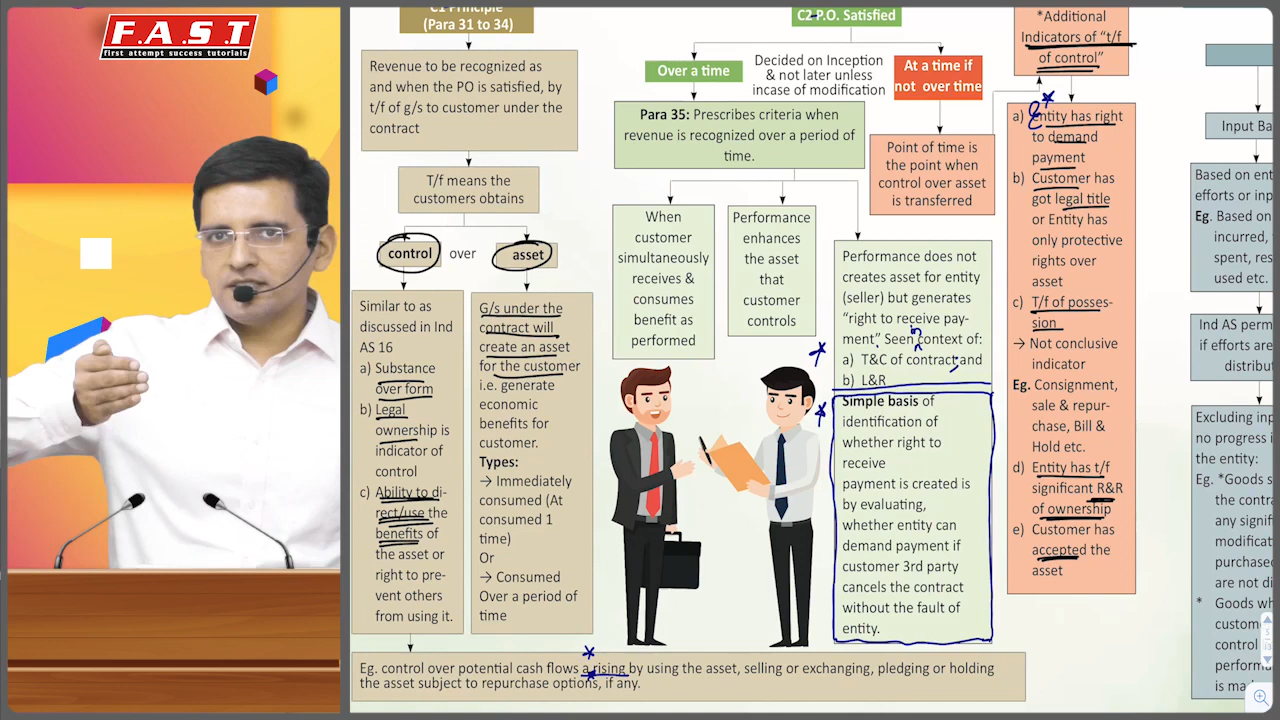 F.A.S.T
first attempt success tutorials
C1 Principle
(Para 31 to 34)
Revenue to be recognized as
and when the PO is satisfied, by
t/f of g/s to customer under the
contract
T/f means the
customers obtains
control
over
asset
Similar to as
discussed in Ind
AS 16
a) Substance
over form
b) Legal
ownership is
indicator of
control
c) Ability to di-
rect/use the
benefits of
the asset or
right to pre-
vent others
from using it.
G/s under the
contract will
create an asset
for the customer
i.e. generate
economic
benefits for
customer.
Types:
→ Immediately
consumed (At
consumed 1
time)
Or
→ Consumed
Over a period of
time
Eg. control over potential cash flows a rising by using the asset, selling or exchanging, pledging or holding
the asset subject to repurchase options, if any.
C2 P.O. Satisfied
Over a time
Decided on Inception
& not later unless
incase of modification
At a time if
not over time
Para 35: Prescribes criteria when
revenue is recognized over a period of
time.
Point of time is
the point when
control over asset
is transferred
When
customer
simultaneously
receives &
consumes
benefit as
performed
Performance
enhances
the asset
that
customer
controls
Performance does not
creates asset for entity
(seller) but generates
“right to receive pay-
ment”. Seen in context of:
a) T&C of contract; and
b) L&R
Simple basis of
identification of
whether right to
receive
payment is created is
by evaluating,
whether entity can
demand payment if
customer 3rd party
cancels the contract
without the fault of
entity.
*Additional
Indicators of “t/f
of control”
a) Entity has right
to demand
payment
b) Customer has
got legal title
or Entity has
only protective
rights over
asset
c) T/f of posses-
sion
→ Not conclusive
indicator
Eg. Consignment,
sale & repur-
chase, Bill &
Hold etc.
d) Entity has t/f
significant R&R
of ownership
e) Customer has
accepted the
asset
Input Ba
Based on ent
efforts or inp
Eg. Based on
incurred,
spent, res
used etc.
Ind AS perm
if efforts are
distribut
Excluding inp
no progress i
the entity:
Eg. *Goods s
the contra
any signif
modificat
purchase
are not di
* Goods wh
custome
control
performa
is ma